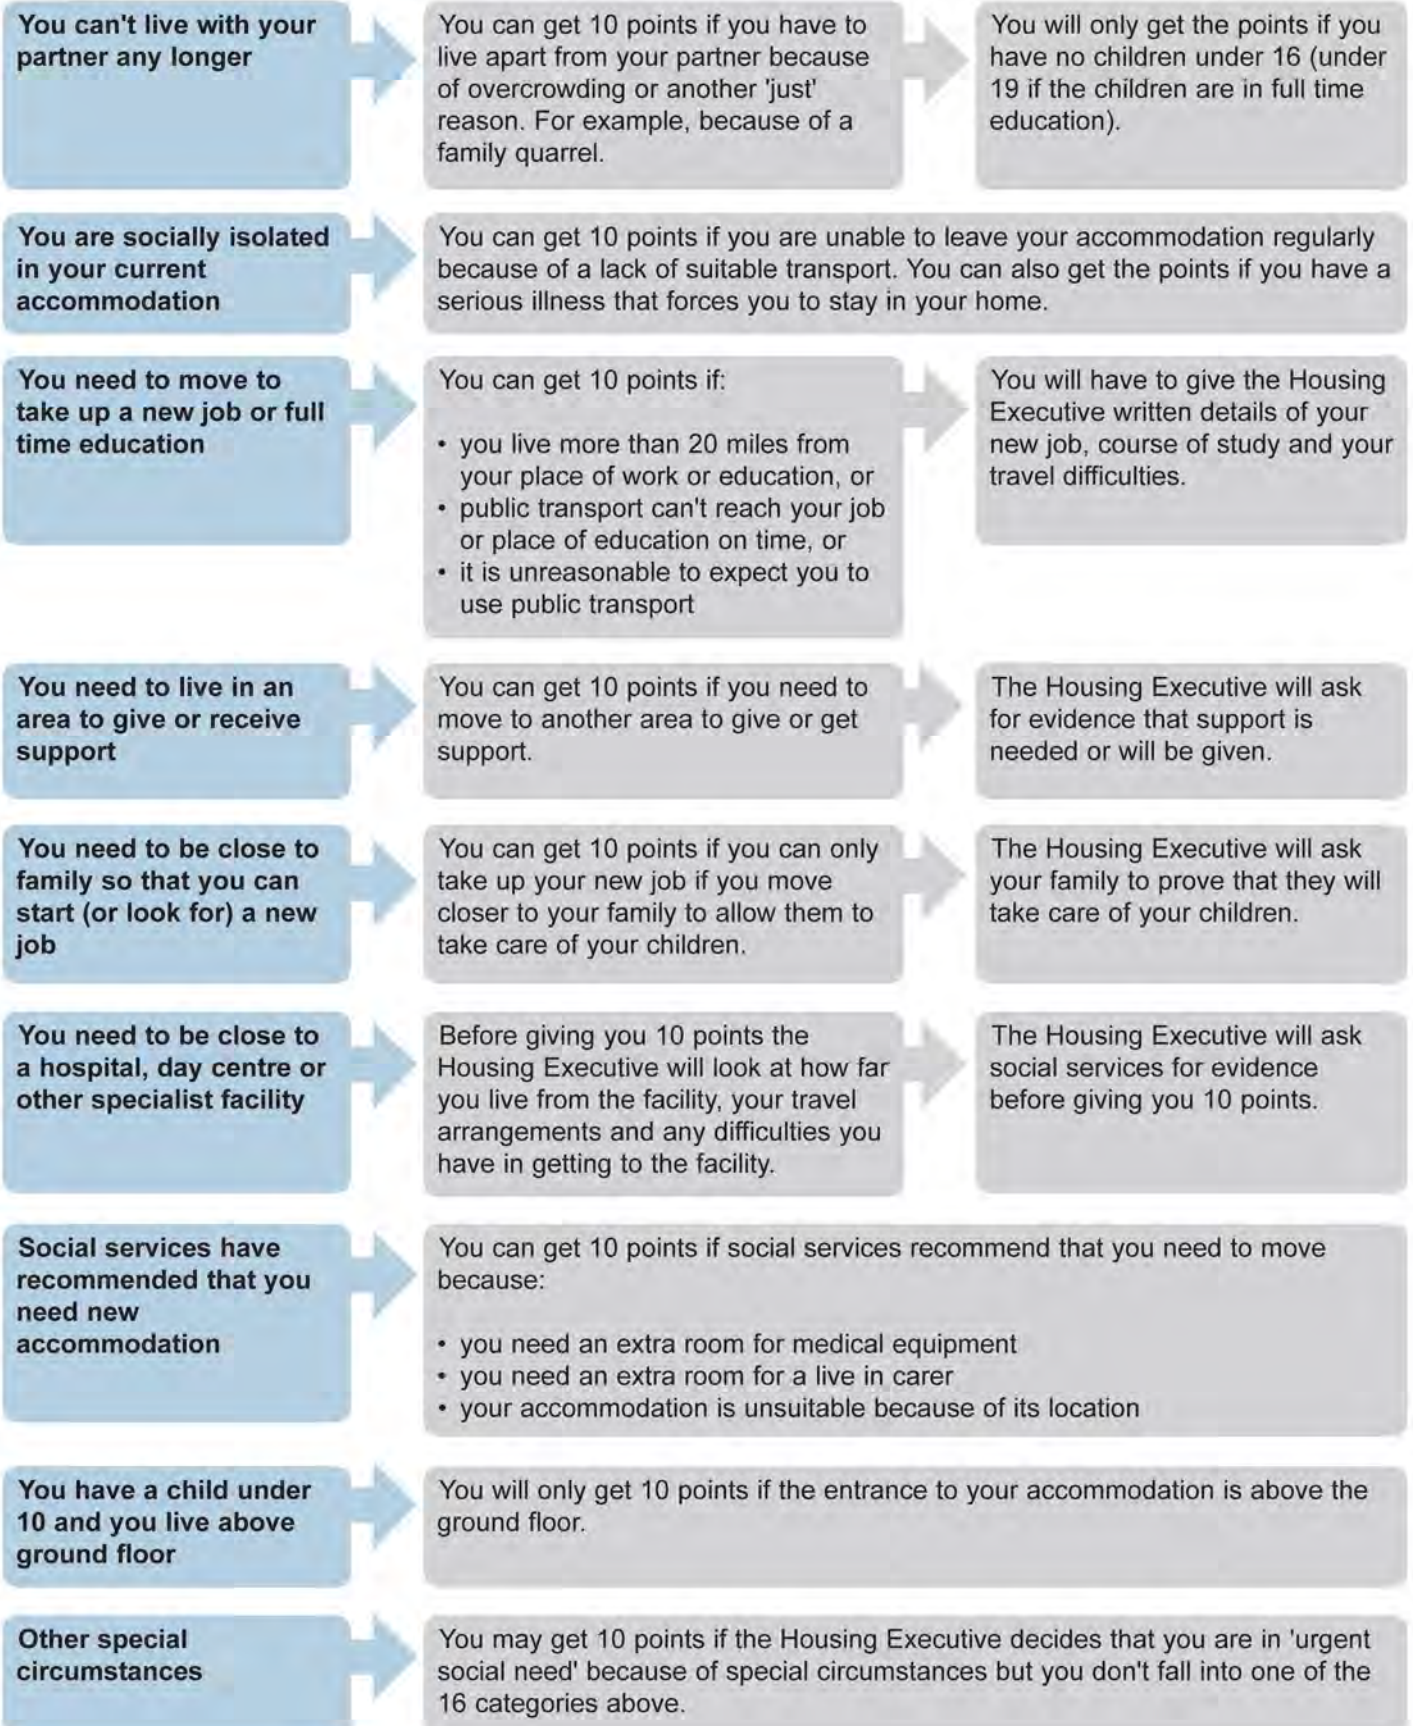 You can't live with your
partner any longer
You can get 10 points if you have to
live apart from your partner because
of overcrowding or another 'just'
reason. For example, because of a
family quarrel.
You will only get the points if you
have no children under 16 (under
19 if the children are in full time
education).
You are socially isolated
in your current
accommodation
You can get 10 points if you are unable to leave your accommodation regularly
because of a lack of suitable transport. You can also get the points if you have a
serious illness that forces you to stay in your home.
You need to move to
take up a new job or full
time education
You can get 10 points if:
• you live more than 20 miles from
your place of work or education, or
• public transport can't reach your job
or place of education on time, or
• it is unreasonable to expect you to
use public transport
You will have to give the Housing
Executive written details of your
new job, course of study and your
travel difficulties.
You need to live in an
area to give or receive
support
You can get 10 points if you need to
move to another area to give or get
support.
The Housing Executive will ask
for evidence that support is
needed or will be given.
You need to be close to
family so that you can
start (or look for) a new
job
You can get 10 points if you can only
take up your new job if you move
closer to your family to allow them to
take care of your children.
The Housing Executive will ask
your family to prove that they will
take care of your children.
You need to be close to
a hospital, day centre or
other specialist facility
Before giving you 10 points the
Housing Executive will look at how far
you live from the facility, your travel
arrangements and any difficulties you
have in getting to the facility.
The Housing Executive will ask
social services for evidence
before giving you 10 points.
Social services have
recommended that you
need new
accommodation
You can get 10 points if social services recommend that you need to move
because:
• you need an extra room for medical equipment
• you need an extra room for a live in carer
• your accommodation is unsuitable because of its location
You have a child under
10 and you live above
ground floor
You will only get 10 points if the entrance to your accommodation is above the
ground floor.
Other special
circumstances
You may get 10 points if the Housing Executive decides that you are in 'urgent
social need' because of special circumstances but you don't fall into one of the
16 categories above.